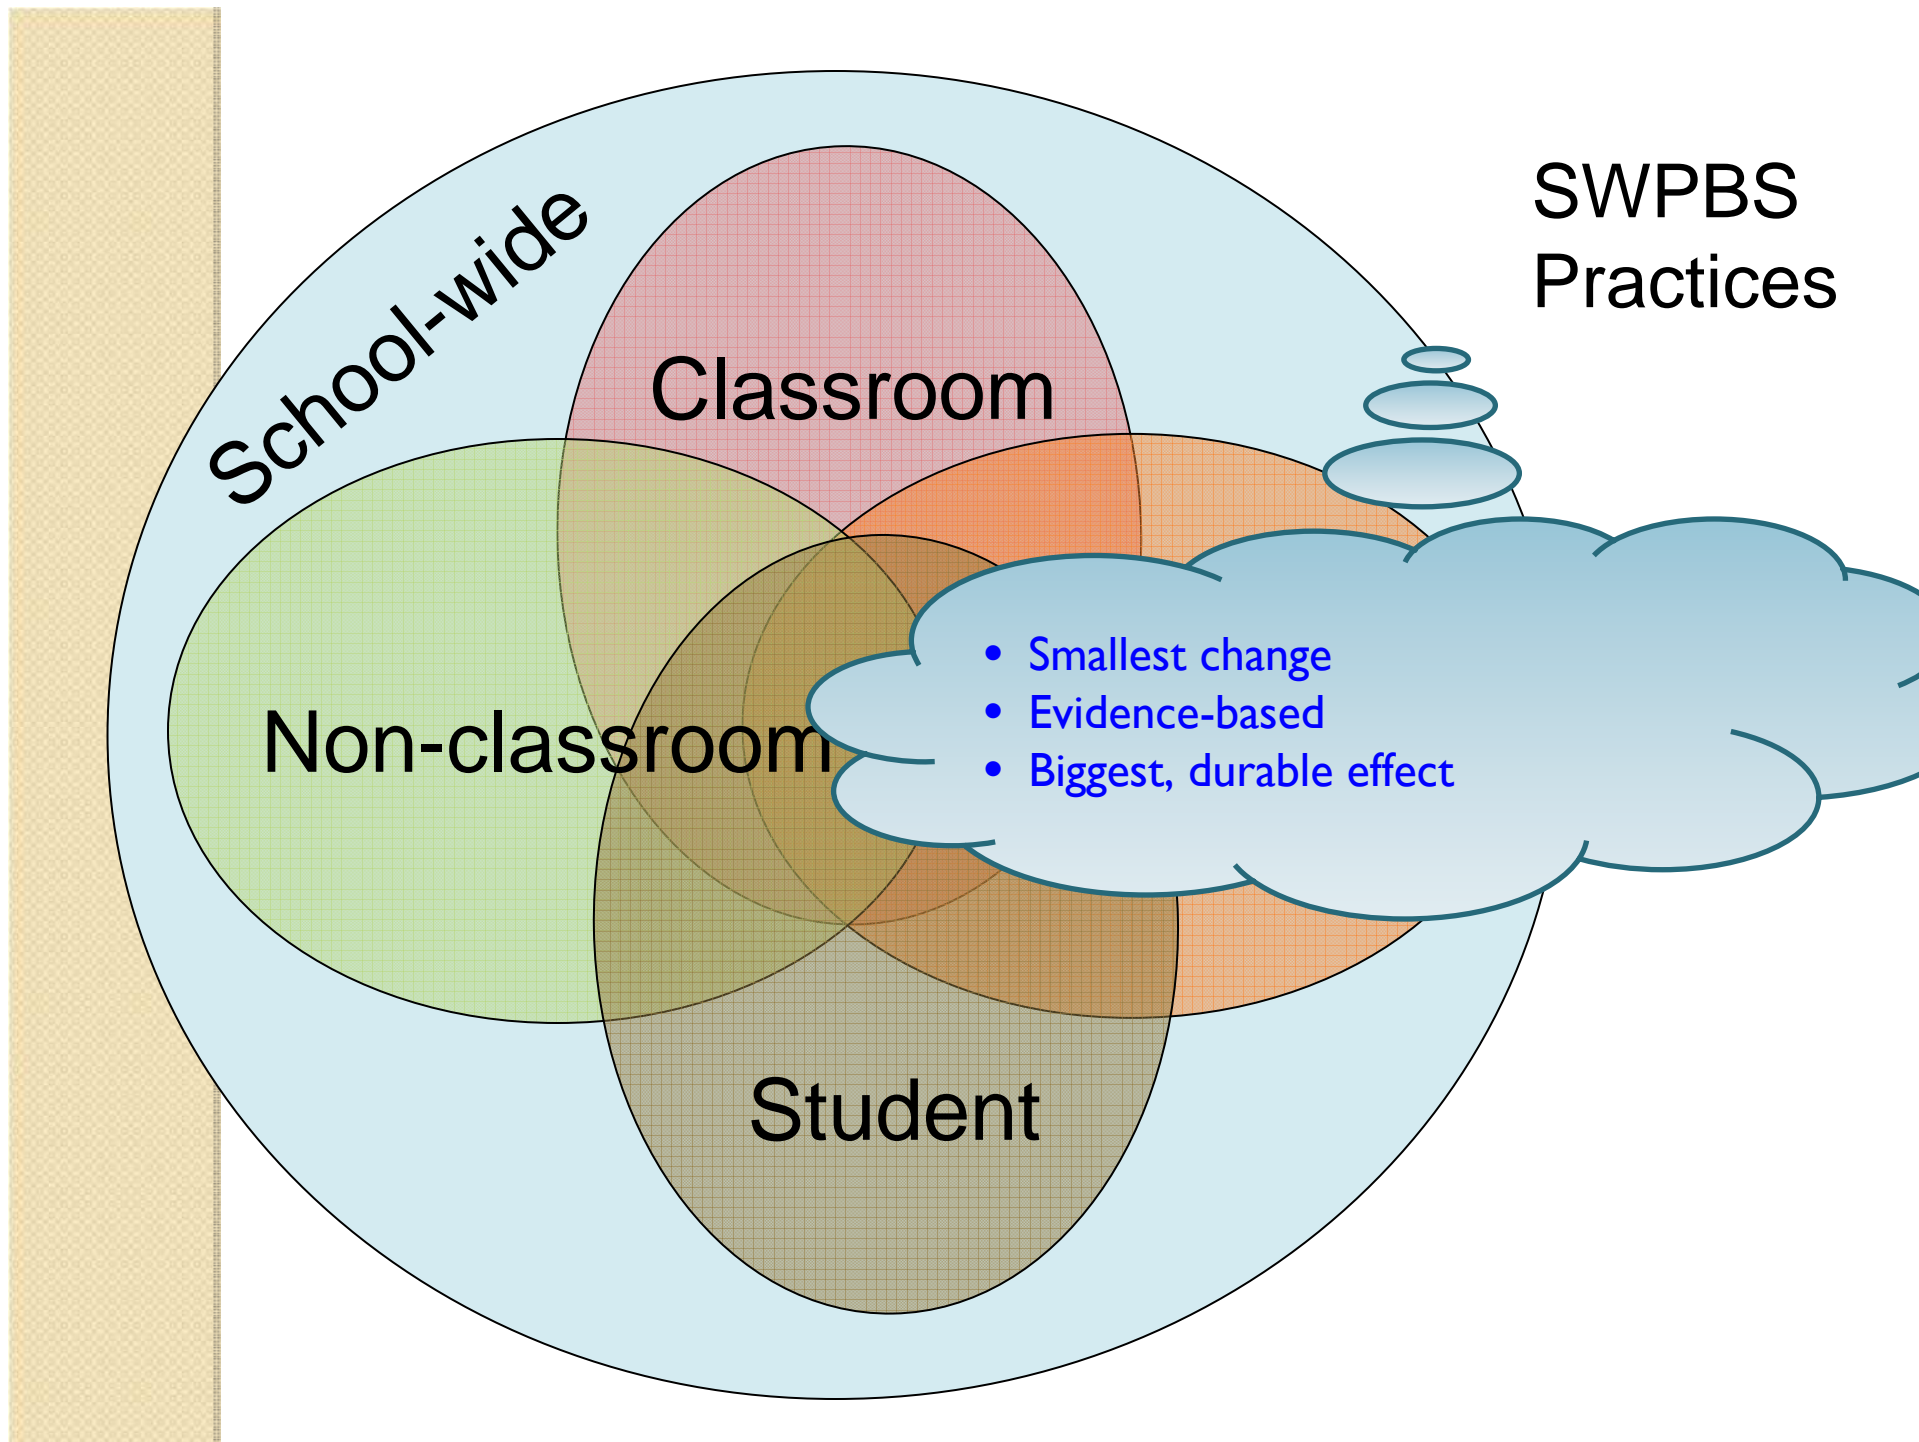 SWPBS
Practices
School-wide
Classroom
Non-classroom
• Smallest change
• Evidence-based
• Biggest, durable effect
Student